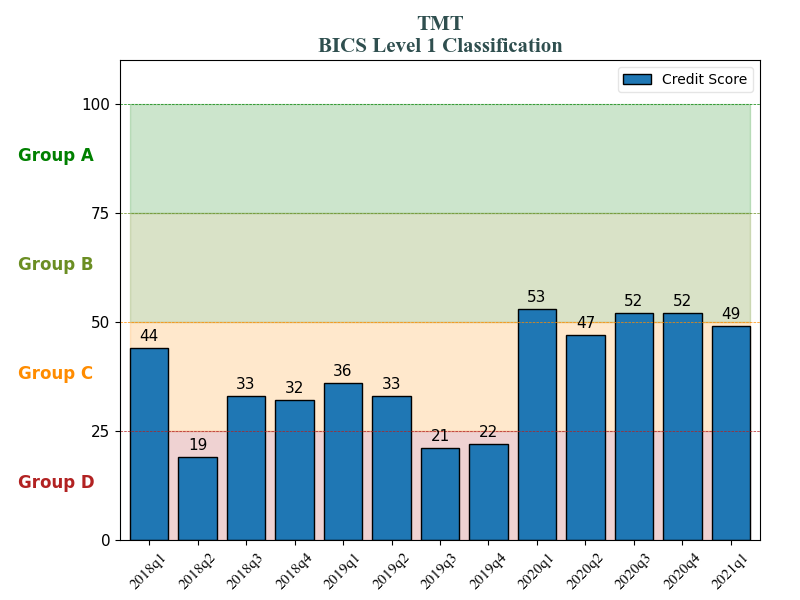 TMT
BICS Level 1 Classification
Credit Score
100
Group A
75
Group B
50
Group C
25
Group D
0
44
19
33
32
36
33
21
22
53
47
52
52
49
2018q1
2018q2
2018q3
2018q4
2019q1
2019q2
2019q3
2019q4
2020q1
2020q2
2020q3
2020q4
2021q1